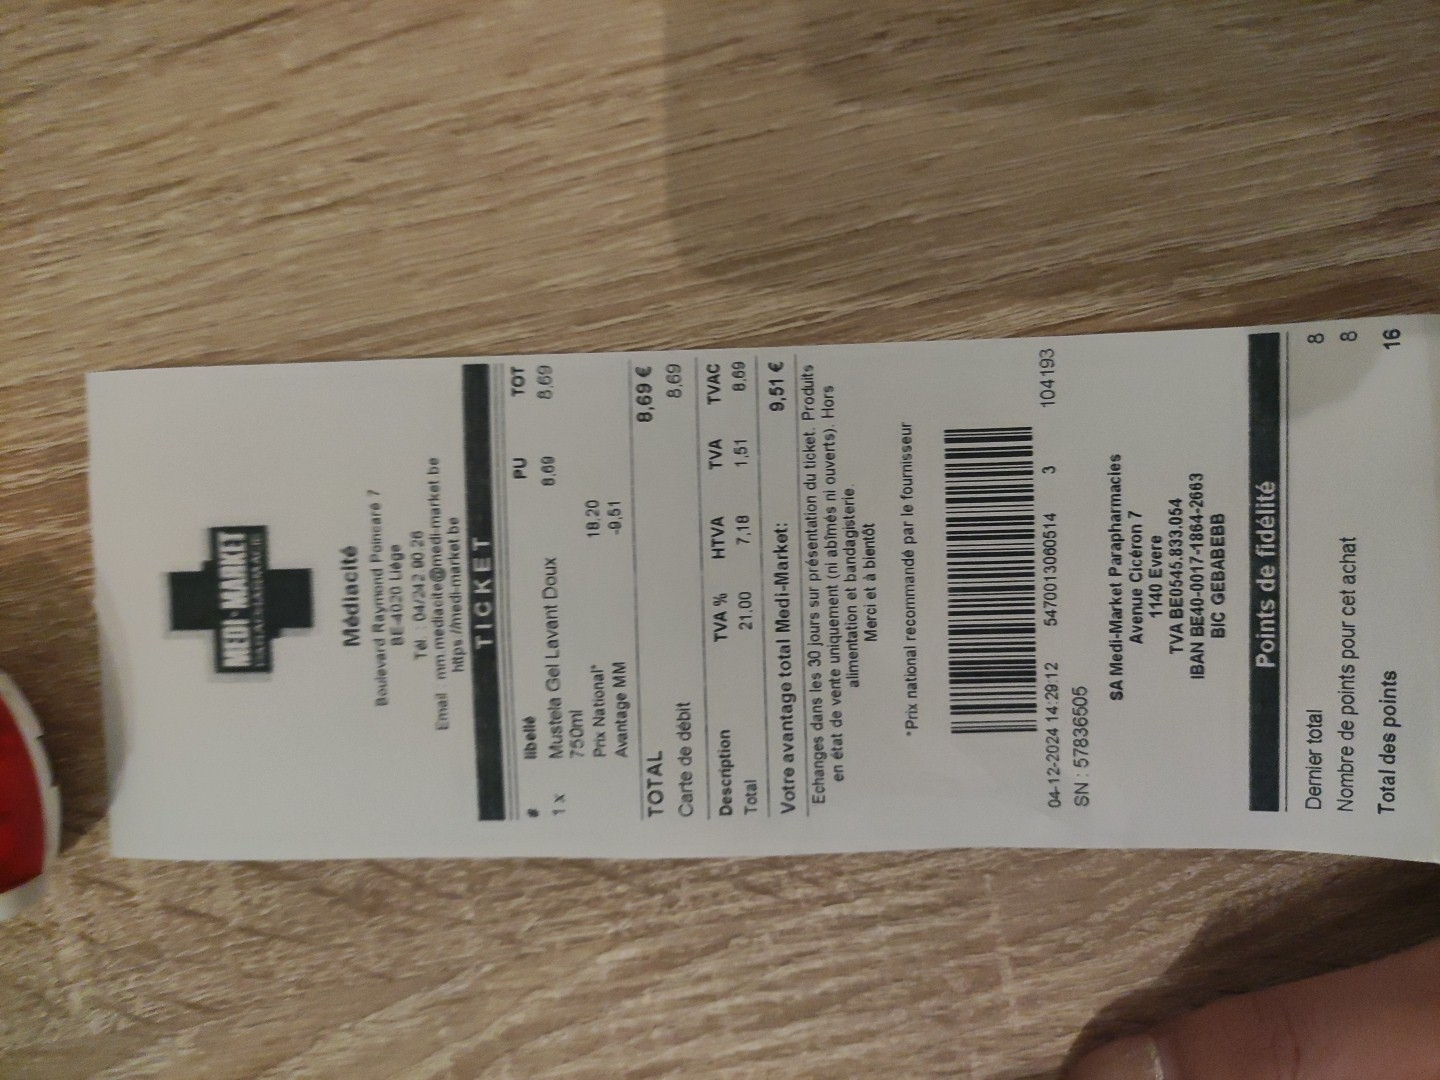 MEDI-MARKET
Médiacité
Boulevard Raymond Poincaré 7
BE-4020 Liège
Tel : 04/242 00 26
Email mm.mediacite@medi-market.be
https://medi-market.be
TICKET
# libellé PU TOT
1 x Mustela Gel Lavant Doux 8,69 8,69
750ml
Prix National* 18,20
Avantage MM -9,51
TOTAL 8,69 €
Carte de débit 8,69
Description TVA % HTVA TVA TVAC
Total 21,00 7,18 1,51 8,69
Votre avantage total Medi-Market: 9,51 €
Echanges dans les 30 jours sur présentation du ticket. Produits
en état de vente uniquement (ni abîmés ni ouverts). Hors
alimentation et bandagisterie.
Merci et à bientôt
*Prix national recommandé par le fournisseur
04-12-2024 14:29:12 5470013060514 3 104193
SN : 57836505
SA Medi-Market Parapharmacies
Avenue Cicéron 7
1140 Evere
TVA BE0545.833.054
IBAN BE40-0017-1864-2663
BIC GEBABEBB
Points de fidélité
Dernier total 8
Nombre de points pour cet achat 8
Total des points 16